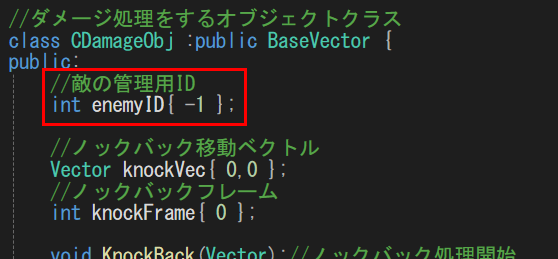 //ダメージ処理をするオブジェクトクラス
class CDamageObj :public BaseVector {
public:
//敵の管理用ID
int enemyID{ -1 };
//ノックバック移動ベクトル
Vector knockVec{ 0,0 };
//ノックバックフレーム
int knockFrame{ 0 };
void KnockBack(Vector);//ノックバック処理開始